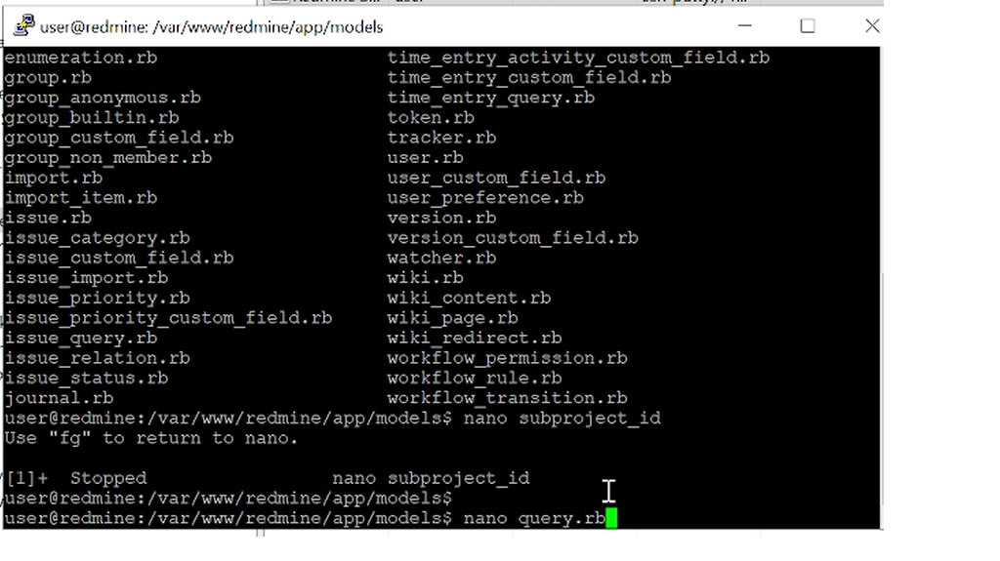 user@redmine: /var/www/redmine/app/models
enumeration.rb time_entry_activity_custom_field.rb
group.rb time_entry_custom_field.rb
group_anonymous.rb time_entry_query.rb
group_builtin.rb token.rb
group_custom_field.rb tracker.rb
group_non_member.rb user.rb
import.rb user_custom_field.rb
import_item.rb user_preference.rb
issue.rb version.rb
issue_category.rb version_custom_field.rb
issue_custom_field.rb watcher.rb
issue_import.rb wiki.rb
issue_priority.rb wiki_content.rb
issue_priority_custom_field.rb wiki_page.rb
issue_query.rb wiki_redirect.rb
issue_relation.rb workflow_permission.rb
issue_status.rb workflow_rule.rb
journal.rb workflow_transition.rb
user@redmine:/var/www/redmine/app/models$ nano subproject_id
Use "fg" to return to nano.
[1]+ Stopped nano subproject_id
user@redmine:/var/www/redmine/app/models$
user@redmine:/var/www/redmine/app/models$ nano query.rb